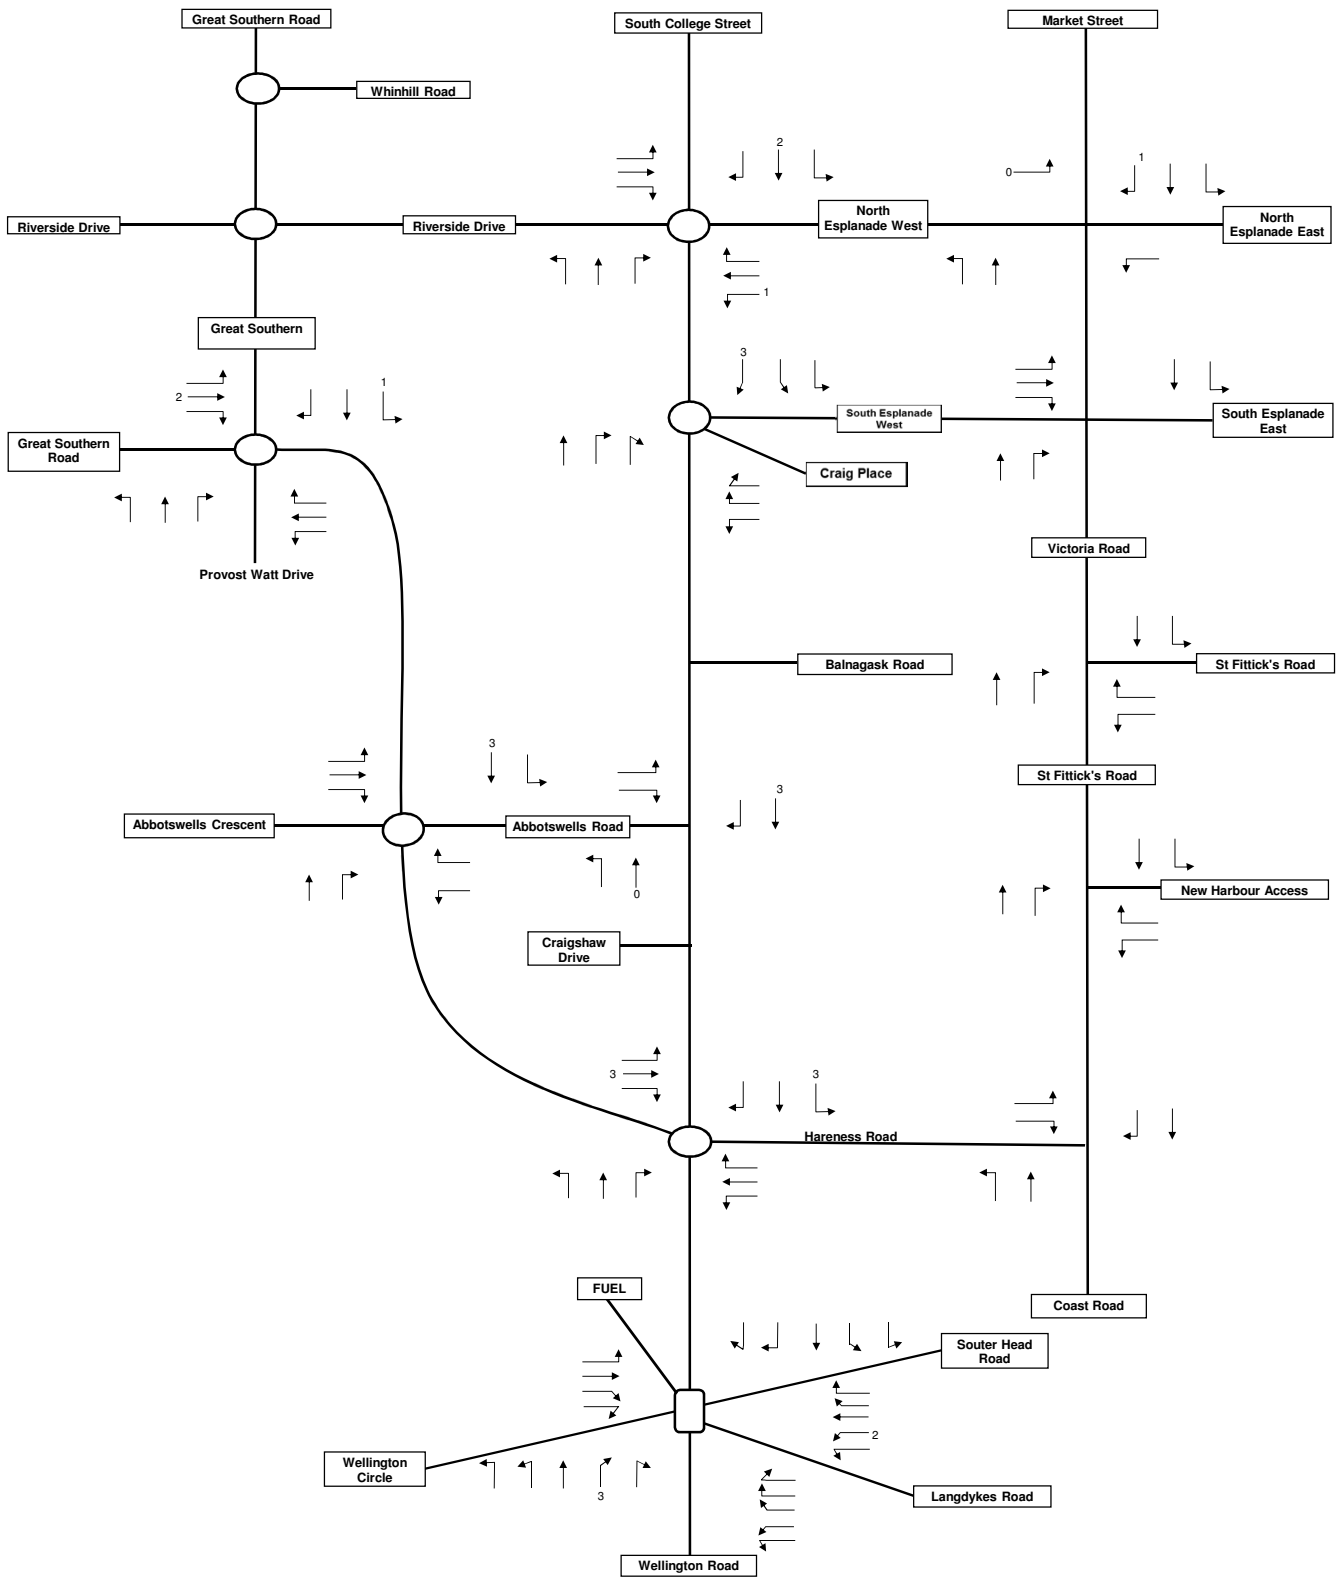 Great Southern Road
South College Street
Market Street
Whinhill Road
2
1
0
Riverside Drive
Riverside Drive
North
Esplanade West
North
Esplanade East
1
Great Southern
3
1
2
South Esplanade
West
South Esplanade
East
Great Southern
Road
Craig Place
Victoria Road
Provost Watt Drive
Balnagask Road
St Fittick's Road
3
St Fittick's Road
3
Abbotswells Crescent
Abbotswells Road
0
New Harbour Access
Craigshaw
Drive
3
3
Hareness Road
FUEL
Coast Road
Souter Head
Road
2
Wellington
Circle
3
Langdykes Road
Wellington Road